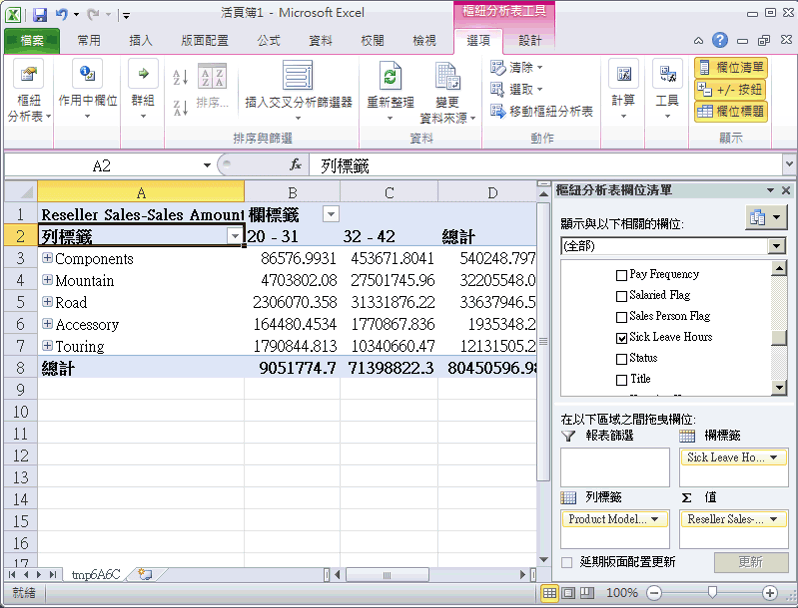 活頁簿1 - Microsoft Excel
樞紐分析表工具
檔案 常用 插入 版面配置 公式 資料 校閱 檢視 選項 設計
樞紐分析表
作用中欄位
群組
排序...
插入交叉分析篩選器
排序與篩選
重新整理
變更資料來源
資料
清除
選取
移動樞紐分析表
動作
計算
工具
欄位清單
+/- 按鈕
欄位標題
顯示
A2 fx 列標籤
A B C D
1 Reseller Sales-Sales Amount 欄標籤
2 列標籤 20 - 31 32 - 42 總計
3 Components 86576.9931 453671.8041 540248.797
4 Mountain 4703802.08 27501745.96 32205548.0
5 Road 2306070.358 31331876.22 33637946.5
6 Accessory 164480.4534 1770867.836 1935348.2
7 Touring 1790844.813 10340660.47 12131505.2
8 總計 9051774.7 71398822.3 80450596.98
9
10
11
12
13
14
15
16
17
tmp6A6C
樞紐分析表欄位清單
顯示與以下相關的欄位:
(全部)
Pay Frequency
Salaried Flag
Sales Person Flag
Sick Leave Hours
Status
Title
在以下區域之間拖曳欄位:
報表篩選 欄標籤
Sick Leave Ho...
列標籤 Σ 值
Product Model... Reseller Sales-...
延期版面配置更新 更新
就緒 100%